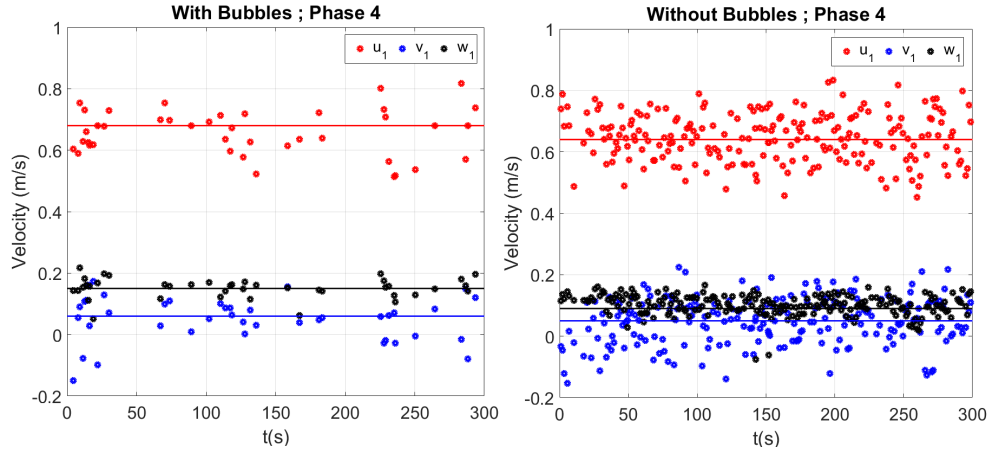 With Bubbles ; Phase 4
u1 v1 w1
1
0.8
0.6
0.4
0.2
0
-0.2
Velocity (m/s)
0 50 100 150 200 250 300
t(s)
Without Bubbles ; Phase 4
u1 v1 w1
1
0.8
0.6
0.4
0.2
0
-0.2
Velocity (m/s)
0 50 100 150 200 250 300
t(s)